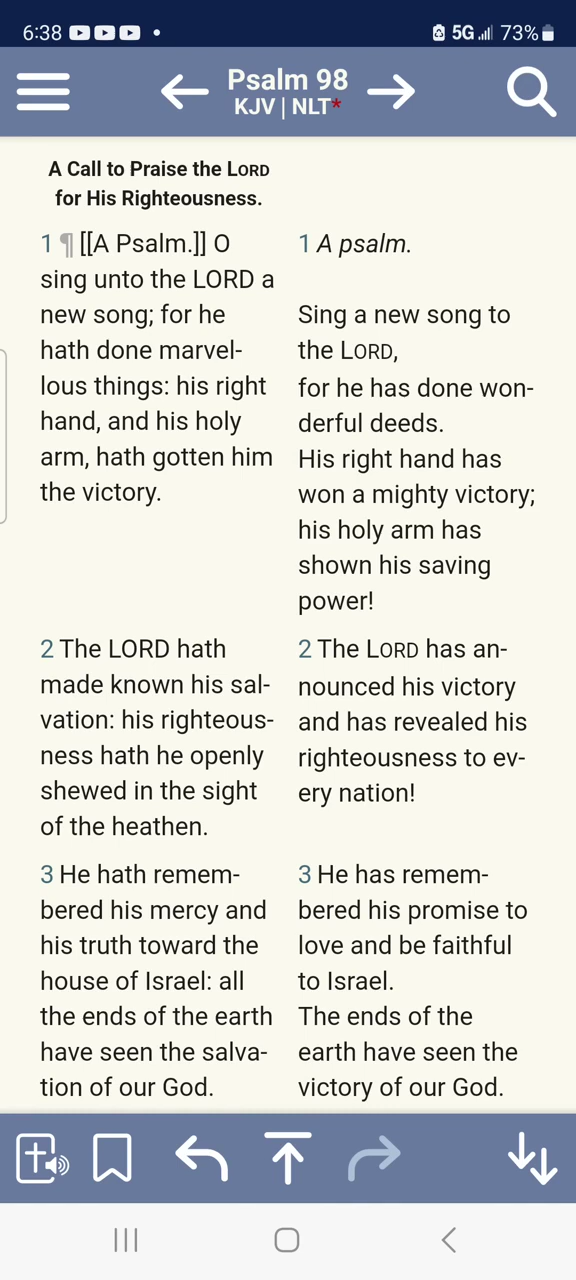 6:38
5G 73%
Psalm 98
KJV | NLT*
A Call to Praise the LORD
for His Righteousness.
1 ¶ [[A Psalm.]] O
sing unto the LORD a
new song; for he
hath done marvel-
lous things: his right
hand, and his holy
arm, hath gotten him
the victory.
1 A psalm.
Sing a new song to
the LORD,
for he has done won-
derful deeds.
His right hand has
won a mighty victory;
his holy arm has
shown his saving
power!
2 The LORD hath
made known his sal-
vation: his righteous-
ness hath he openly
shewed in the sight
of the heathen.
2 The LORD has an-
nounced his victory
and has revealed his
righteousness to ev-
ery nation!
3 He hath remem-
bered his mercy and
his truth toward the
house of Israel: all
the ends of the earth
have seen the salva-
tion of our God.
3 He has remem-
bered his promise to
love and be faithful
to Israel.
The ends of the
earth have seen the
victory of our God.